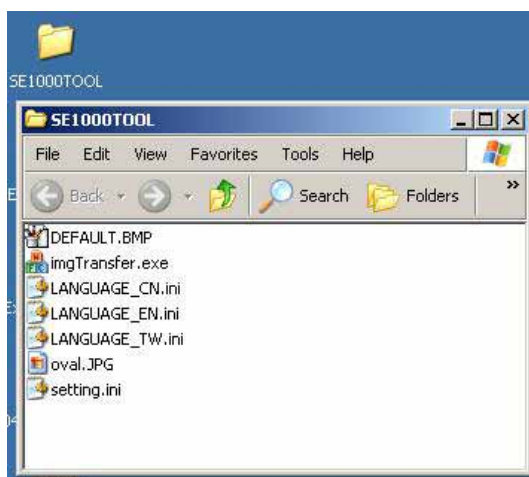 SE1000TOOL
SE1000TOOL
File Edit View Favorites Tools Help
Back Search Folders »
DEFAULT.BMP
imgTransfer.exe
LANGUAGE_CN.ini
LANGUAGE_EN.ini
LANGUAGE_TW.ini
oval.JPG
setting.ini